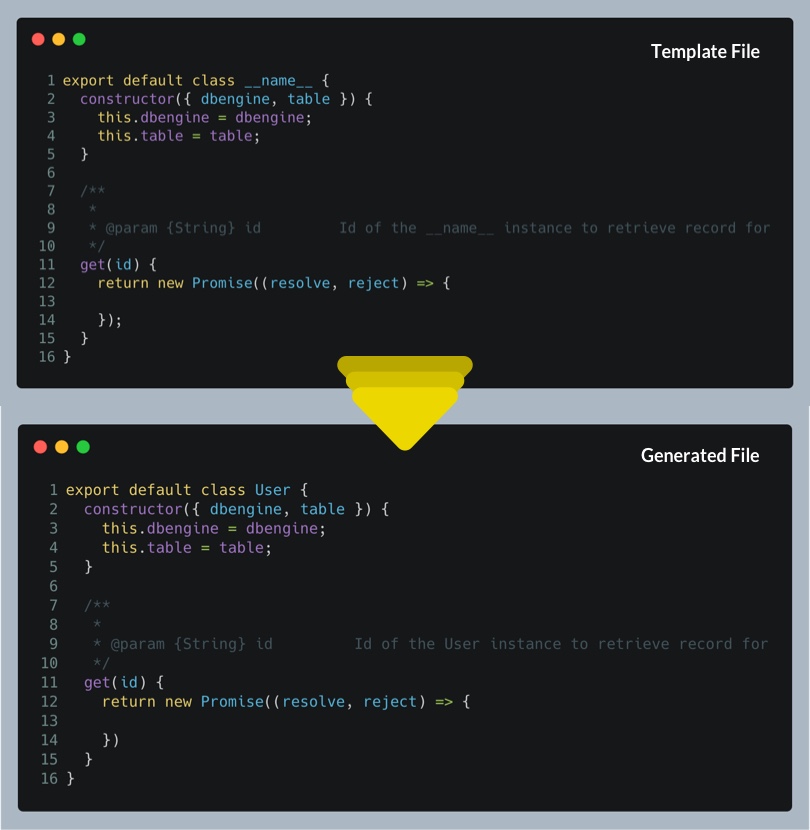 Template File
1 export default class __name__ {
2   constructor({ dbengine, table }) {
3     this.dbengine = dbengine;
4     this.table = table;
5   }
6
7   /**
8    *
9    * @param {String} id         Id of the __name__ instance to retrieve record for
10    */
11   get(id) {
12     return new Promise((resolve, reject) => {
13
14     });
15   }
16 }
Generated File
1 export default class User {
2   constructor({ dbengine, table }) {
3     this.dbengine = dbengine;
4     this.table = table;
5   }
6
7   /**
8    *
9    * @param {String} id         Id of the User instance to retrieve record for
10    */
11   get(id) {
12     return new Promise((resolve, reject) => {
13
14     })
15   }
16 }